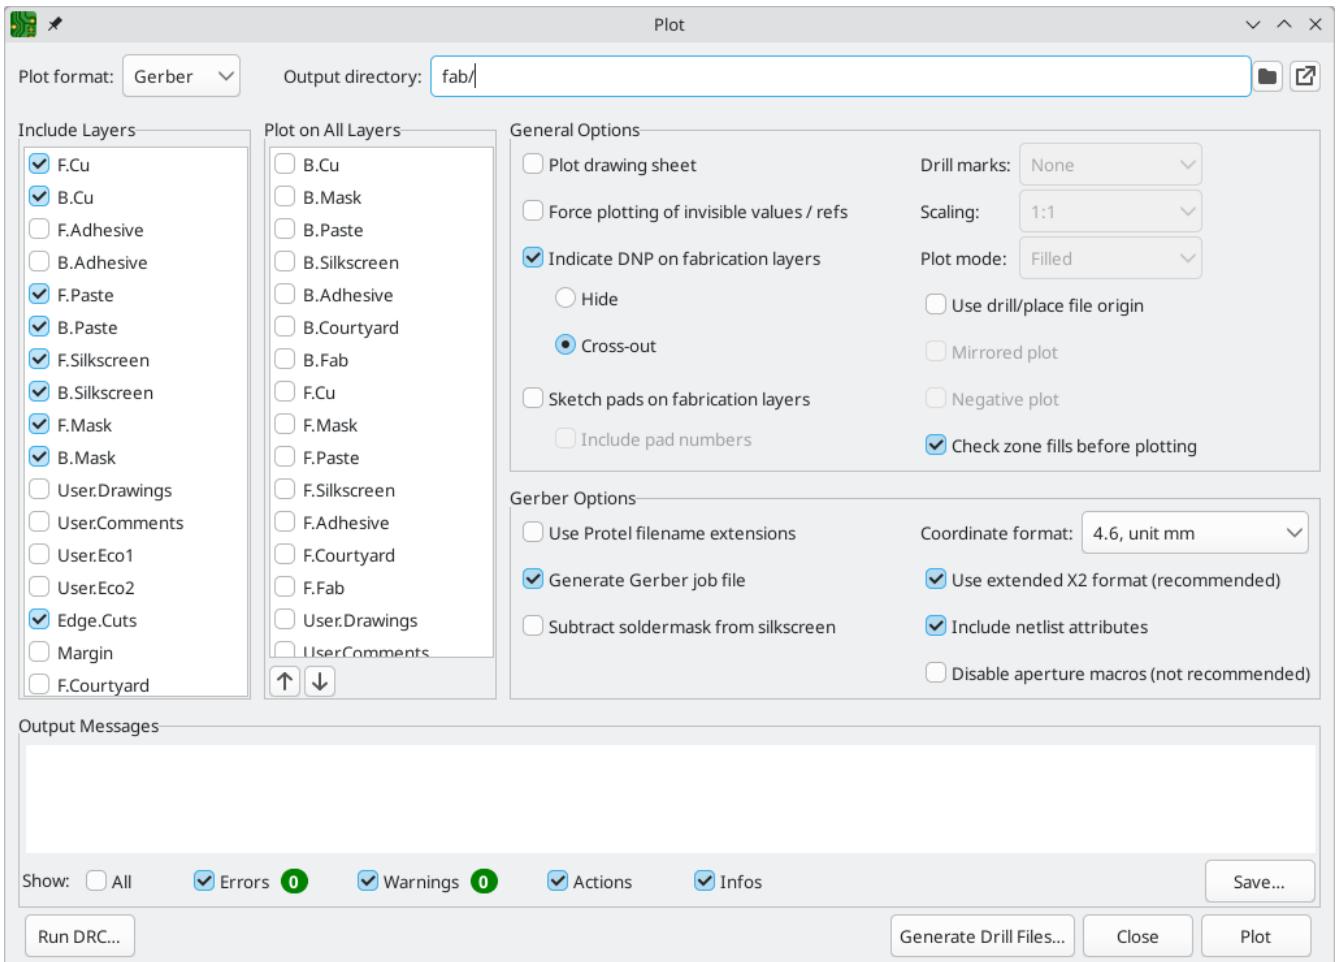 Plot
Plot format: Gerber Output directory: fab/
Include Layers
F.Cu
B.Cu
F.Adhesive
B.Adhesive
F.Paste
B.Paste
F.Silkscreen
B.Silkscreen
F.Mask
B.Mask
User.Drawings
User.Comments
User.Eco1
User.Eco2
Edge.Cuts
Margin
F.Courtyard
Plot on All Layers
B.Cu
B.Mask
B.Paste
B.Silkscreen
B.Adhesive
B.Courtyard
B.Fab
F.Cu
F.Mask
F.Paste
F.Silkscreen
F.Adhesive
F.Courtyard
F.Fab
User.Drawings
User.Comments
General Options
Plot drawing sheet
Force plotting of invisible values / refs
Indicate DNP on fabrication layers
Hide
Cross-out
Sketch pads on fabrication layers
Include pad numbers
Drill marks: None
Scaling: 1:1
Plot mode: Filled
Use drill/place file origin
Mirrored plot
Negative plot
Check zone fills before plotting
Gerber Options
Use Protel filename extensions
Generate Gerber job file
Subtract soldermask from silkscreen
Coordinate format: 4.6, unit mm
Use extended X2 format (recommended)
Include netlist attributes
Disable aperture macros (not recommended)
Output Messages
Show: All Errors 0 Warnings 0 Actions Infos Save...
Run DRC... Generate Drill Files... Close Plot